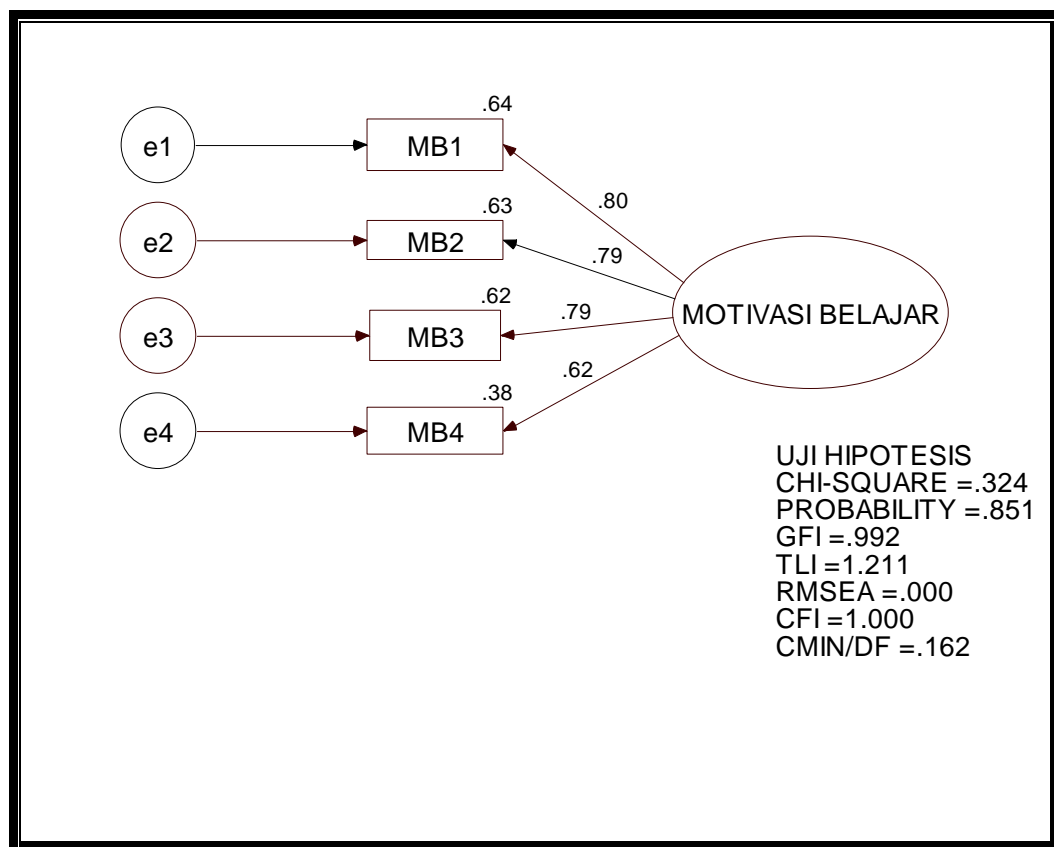 .64
e1
MB1
.80
.63
e2
MB2
.79
.62
e3
MB3
.79
MOTIVASI BELAJAR
.62
.38
e4
MB4
UJI HIPOTESIS
CHI-SQUARE =.324
PROBABILITY =.851
GFI =.992
TLI =1.211
RMSEA =.000
CFI =1.000
CMIN/DF =.162